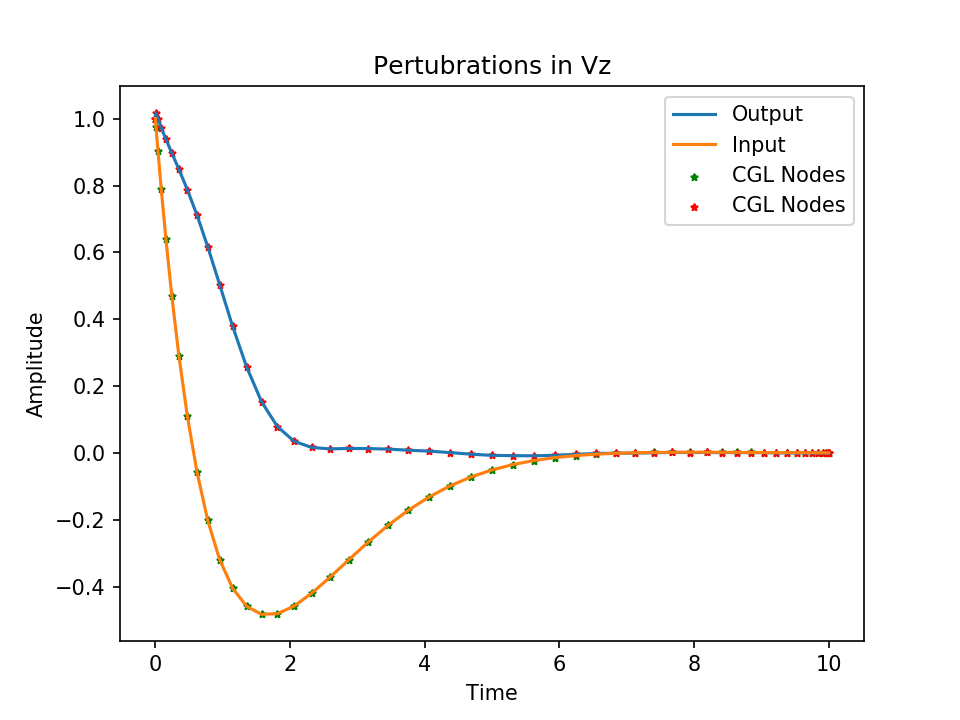 Pertubrations in Vz
Output
Input
CGL Nodes
CGL Nodes
1.0
0.8
0.6
0.4
0.2
0.0
−0.2
−0.4
Amplitude
0 2 4 6 8 10
Time